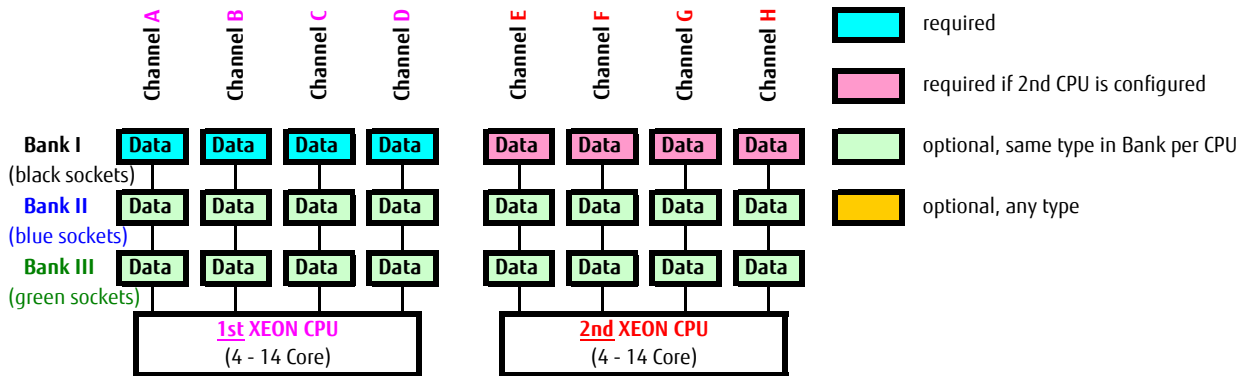 Channel A Channel B Channel C Channel D Channel E Channel F Channel G Channel H
required
required if 2nd CPU is configured
Bank I Data Data Data Data Data Data Data Data
(black sockets)
optional, same type in Bank per CPU
Bank II Data Data Data Data Data Data Data Data
(blue sockets)
optional, any type
Bank III Data Data Data Data Data Data Data Data
(green sockets)
1st XEON CPU 2nd XEON CPU
(4 - 14 Core) (4 - 14 Core)